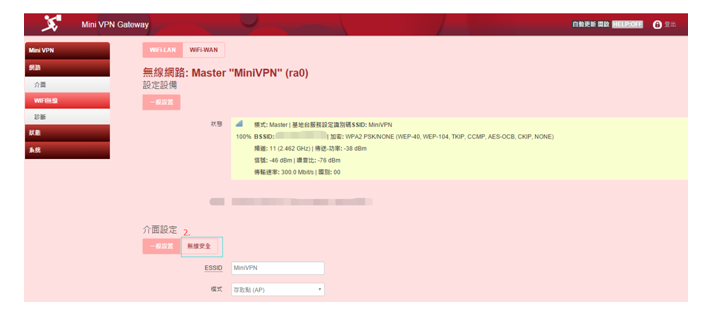 Mini VPN Gateway
自動更新 開啟 HELP:OFF 登出
Mini VPN
網路
介面
WIFI無線
診斷
狀態
系統
WiFi-LAN WiFi-WAN
無線網路: Master "MiniVPN" (ra0)
設定設備
一般設置
狀態
模式: Master | 基地台服務設定識別碼SSID: MiniVPN
100% BSSID: | 加密: WPA2 PSK/NONE (WEP-40, WEP-104, TKIP, CCMP, AES-OCB, CKIP, NONE)
頻道: 11 (2.462 GHz) | 傳送-功率: -38 dBm
信號: -46 dBm | 噪音比: -76 dBm
傳輸速率: 300.0 Mbit/s | 國別: 00
介面設定
2.
一般設置 無線安全
ESSID MiniVPN
模式 存取點 (AP)